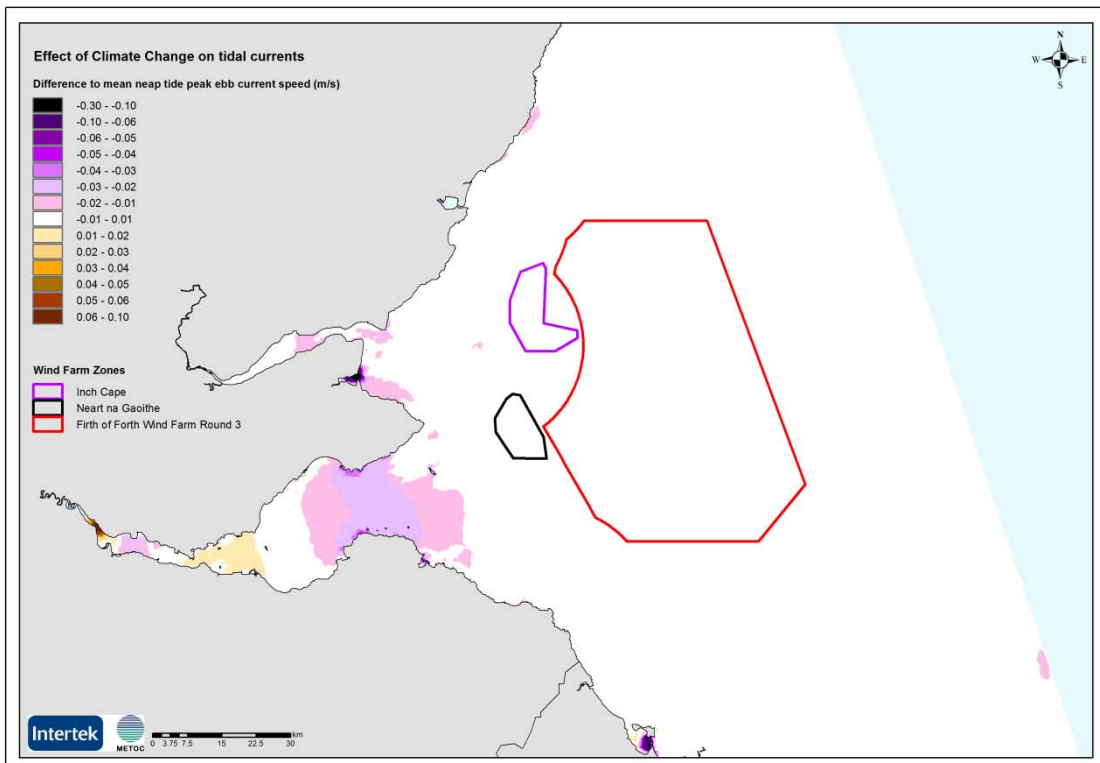 Effect of Climate Change on tidal currents
Difference to mean neap tide peak ebb current speed (m/s)
-0.30 - -0.10
-0.10 - -0.06
-0.06 - -0.05
-0.05 - -0.04
-0.04 - -0.03
-0.03 - -0.02
-0.02 - -0.01
-0.01 - 0.01
0.01 - 0.02
0.02 - 0.03
0.03 - 0.04
0.04 - 0.05
0.05 - 0.06
0.06 - 0.10
Wind Farm Zones
Inch Cape
Neart na Gaoithe
Firth of Forth Wind Farm Round 3
N
W E
S
Intertek
METOC
km
0 3.75 7.5 15 22.5 30